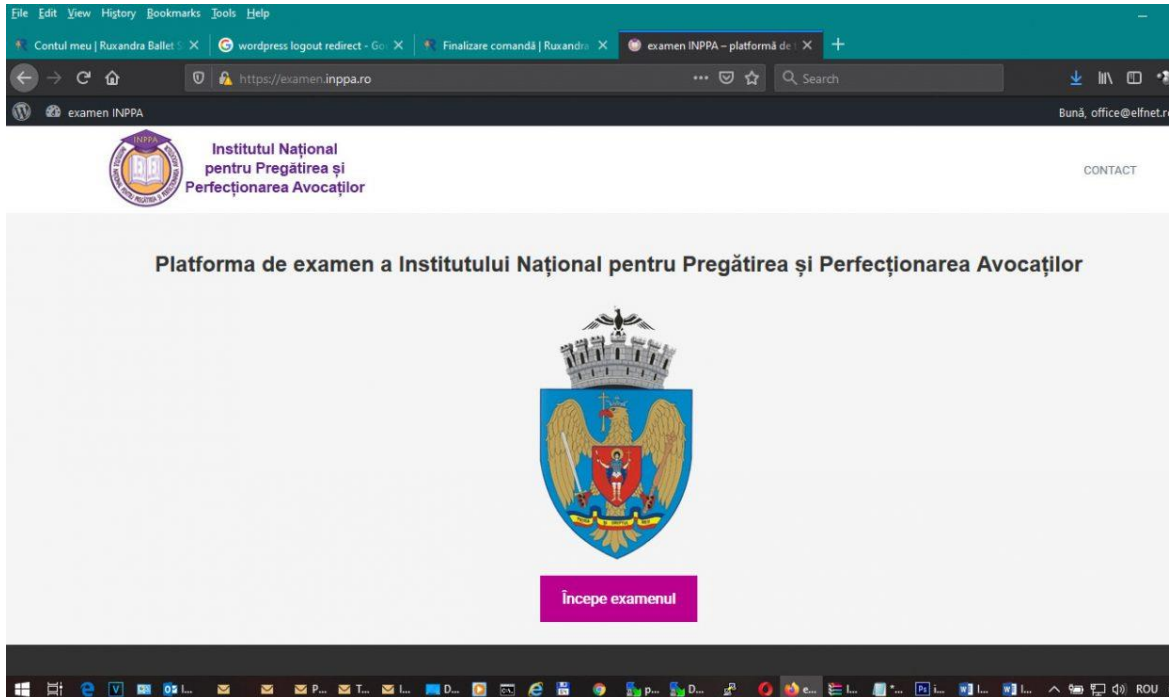 File Edit View History Bookmarks Tools Help
Contul meu | Ruxandra Ballet S
wordpress logout redirect - Go
Finalizare comandă | Ruxandra
examen INPPA – platformă de
https://examen.inppa.ro
Search
examen INPPA
Bună, office@elfnet.ro
INPPA
Institutul Național
pentru Pregătirea și
Perfecționarea Avocaților
CONTACT
Platforma de examen a Institutului Național pentru Pregătirea și Perfecționarea Avocaților
Începe examenul
L...
P...
T...
I...
D...
p...
D...
e...
L...
i...
I...
I...
ROU